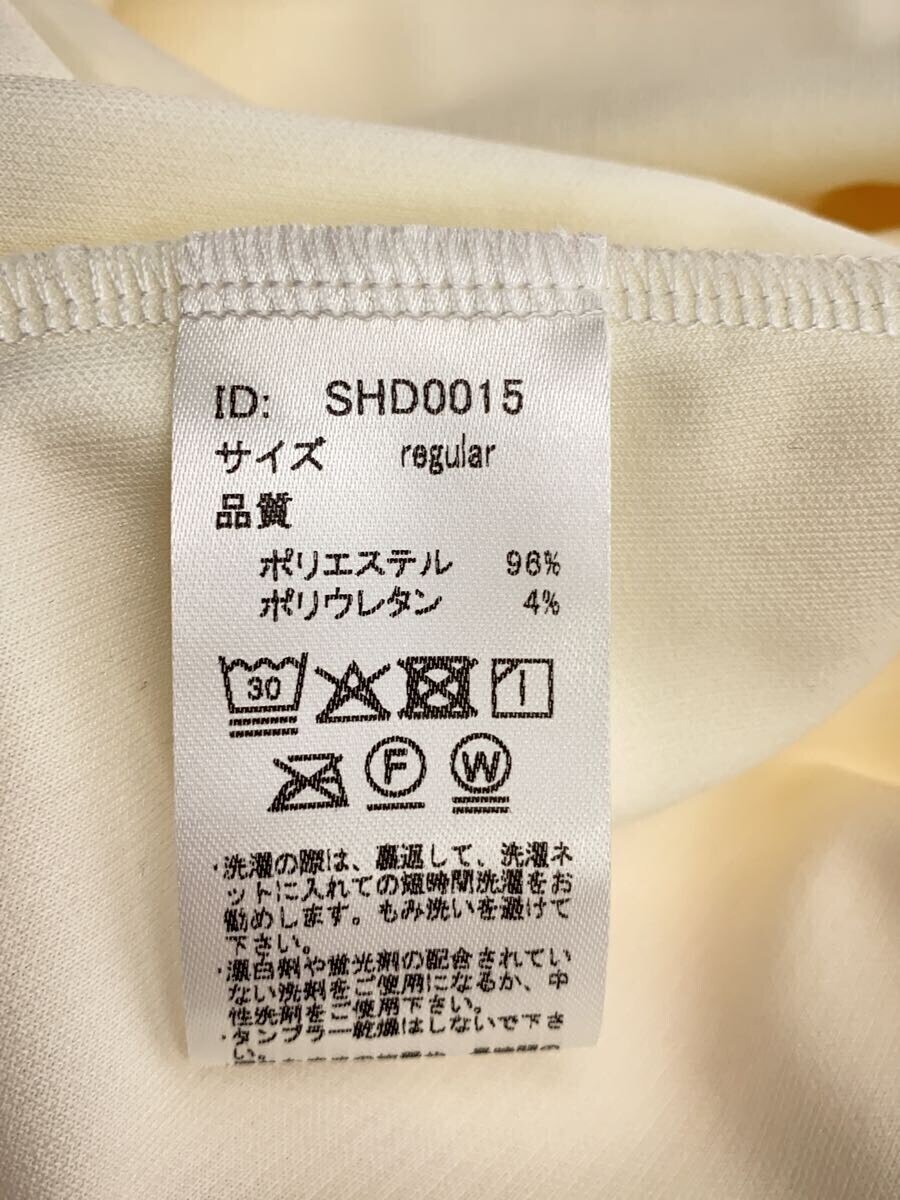 ID: SHD0015
サイズ regular
品質
ポリエステル 96%
ポリウレタン 4%
30
F W
・洗濯の際は、裏返して、洗濯ネ
ットに入れての短時間洗濯をお
勧めします。もみ洗いを避けて
下さい。
・漂白剤や蛍光剤の配合されてい
ない洗剤をご使用になるか、中
性洗剤をご使用下さい。
・タンブラー乾燥はしないで下さ
い。